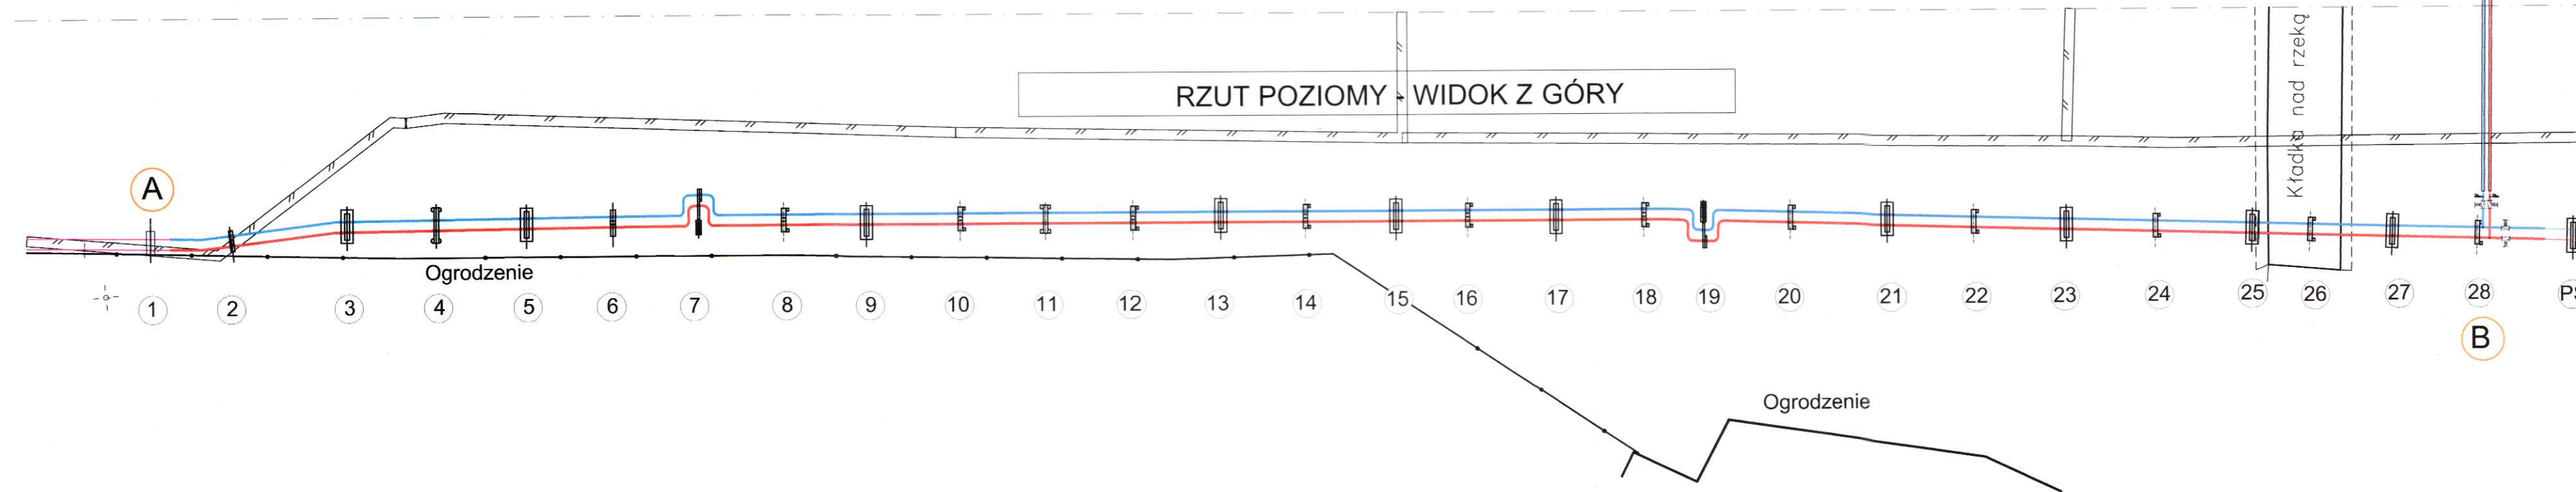 RZUT POZIOMY - WIDOK Z GÓRY
Kładka nad rzeką
A
Ogrodzenie
1 2 3 4 5 6 7 8 9 10 11 12 13 14 15 16 17 18 19 20 21 22 23 24 25 26 27 28
B
Ogrodzenie